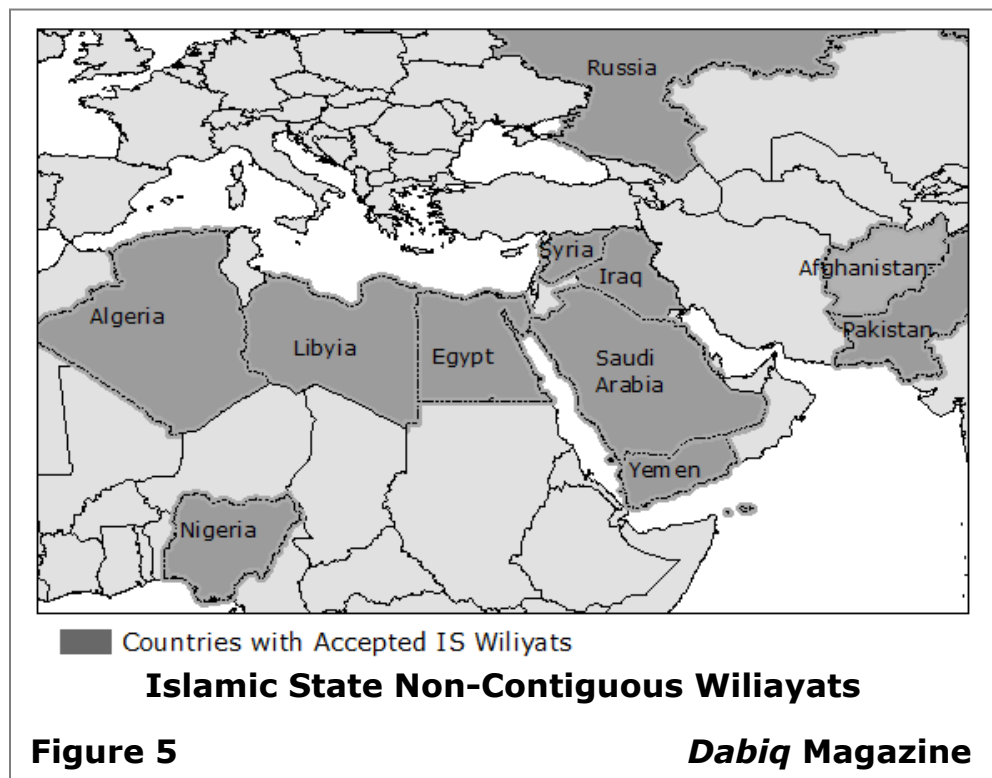 Russia
Syria
Iraq
Afghanistan
Pakistan
Algeria
Libyia
Egypt
Saudi
Arabia
Yemen
Nigeria
Countries with Accepted IS Wiliyats
Islamic State Non-Contiguous Wiliayats
Figure 5 Dabiq Magazine